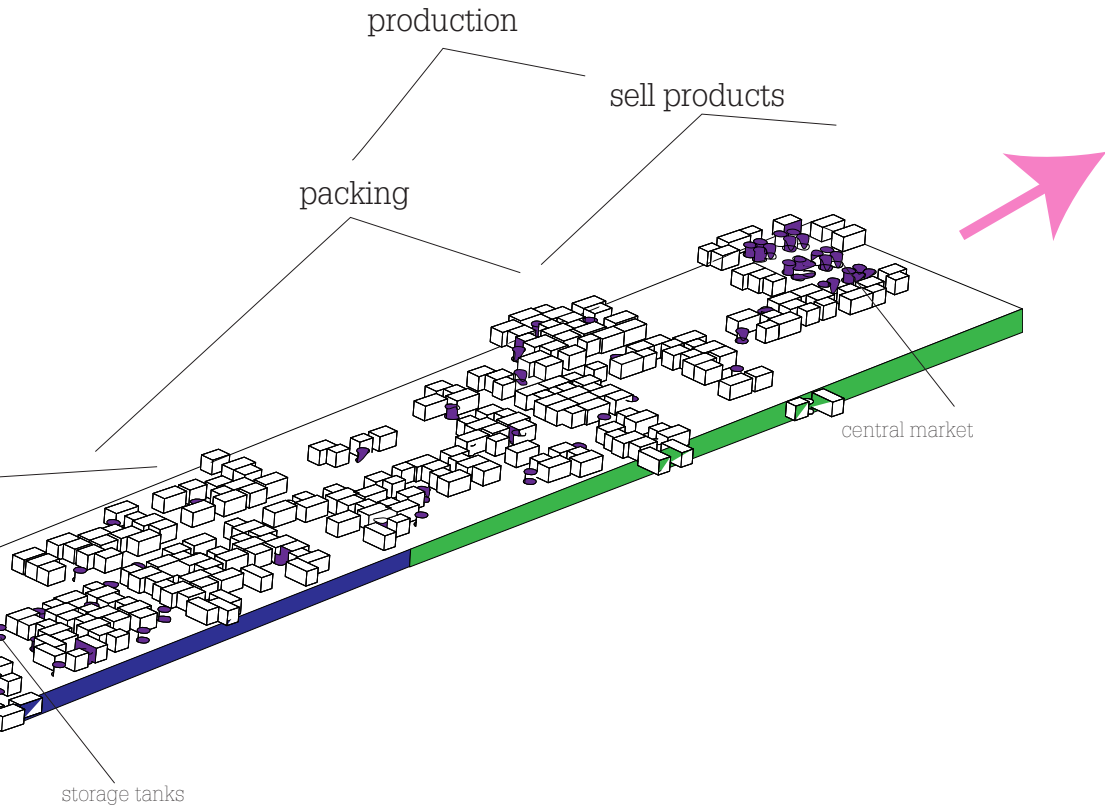 production
sell products
packing
central market
storage tanks